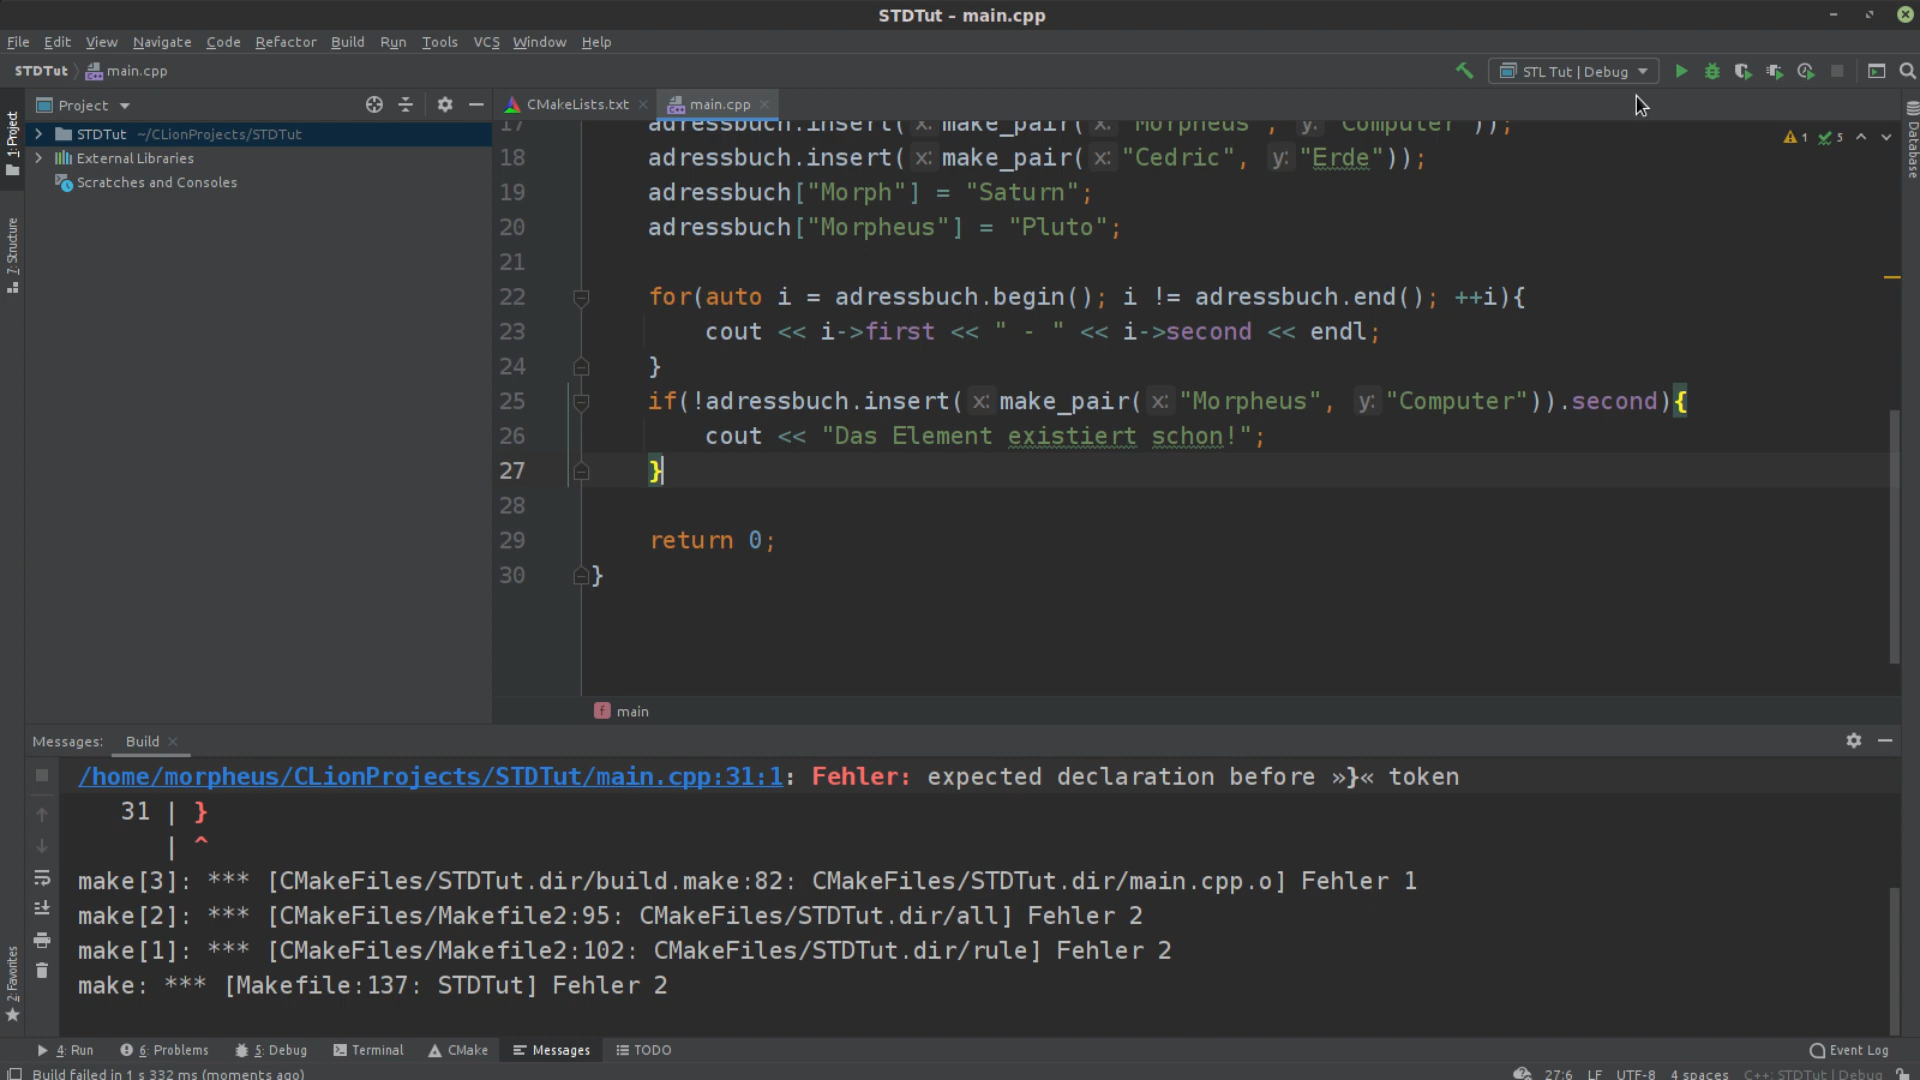 STDTut – main.cpp
File Edit View Navigate Code Refactor Build Run Tools VCS Window Help
STDTut main.cpp
STL Tut | Debug
Project
CMakeLists.txt main.cpp
1: Project
7: Structure
2: Favorites
Database
STDTut ~/CLionProjects/STDTut
External Libraries
Scratches and Consoles
1 5
17 adressbuch.insert( x: make_pair( x: "Morpheus", y: "Computer"));
18 adressbuch.insert( x: make_pair( x: "Cedric", y: "Erde"));
19 adressbuch["Morph"] = "Saturn";
20 adressbuch["Morpheus"] = "Pluto";
21
22 for(auto i = adressbuch.begin(); i != adressbuch.end(); ++i){
23 cout << i->first << " - " << i->second << endl;
24 }
25 if(!adressbuch.insert( x: make_pair( x: "Morpheus", y: "Computer")).second){
26 cout << "Das Element existiert schon!";
27 }
28
29 return 0;
30 }
f main
Messages: Build
/home/morpheus/CLionProjects/STDTut/main.cpp:31:1: Fehler: expected declaration before »}« token
31 | }
| ^
make[3]: *** [CMakeFiles/STDTut.dir/build.make:82: CMakeFiles/STDTut.dir/main.cpp.o] Fehler 1
make[2]: *** [CMakeFiles/Makefile2:95: CMakeFiles/STDTut.dir/all] Fehler 2
make[1]: *** [CMakeFiles/Makefile2:102: CMakeFiles/STDTut.dir/rule] Fehler 2
make: *** [Makefile:137: STDTut] Fehler 2
4: Run 6: Problems 5: Debug Terminal CMake Messages TODO Event Log
Build failed in 1 s 332 ms (moments ago) 27:6 LF UTF-8 4 spaces C++: STDTut | Debug